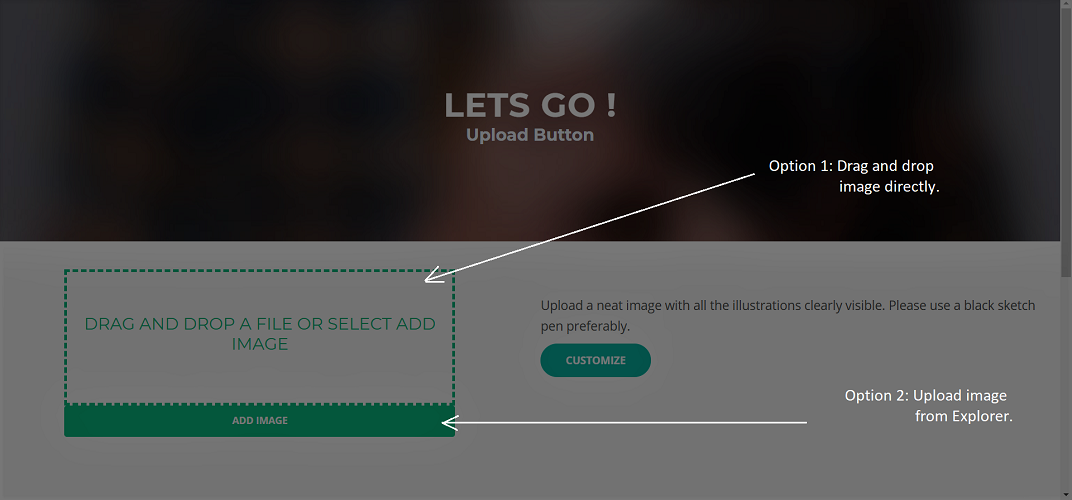 LETS GO !
Upload Button
Option 1: Drag and drop
image directly.
DRAG AND DROP A FILE OR SELECT ADD
IMAGE
ADD IMAGE
Upload a neat image with all the illustrations clearly visible. Please use a black sketch
pen preferably.
CUSTOMIZE
Option 2: Upload image
from Explorer.